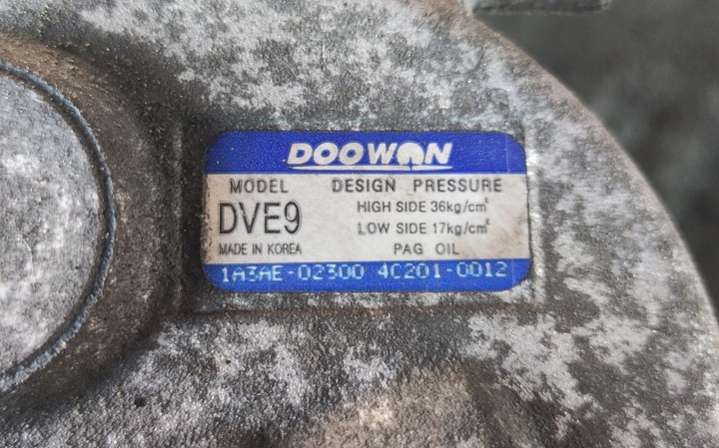 DOOWON
MODEL DESIGN PRESSURE
DVE9 HIGH SIDE 36kg/cm²
LOW SIDE 17kg/cm²
MADE IN KOREA PAG OIL
1A3AE-02300 4C201-0012